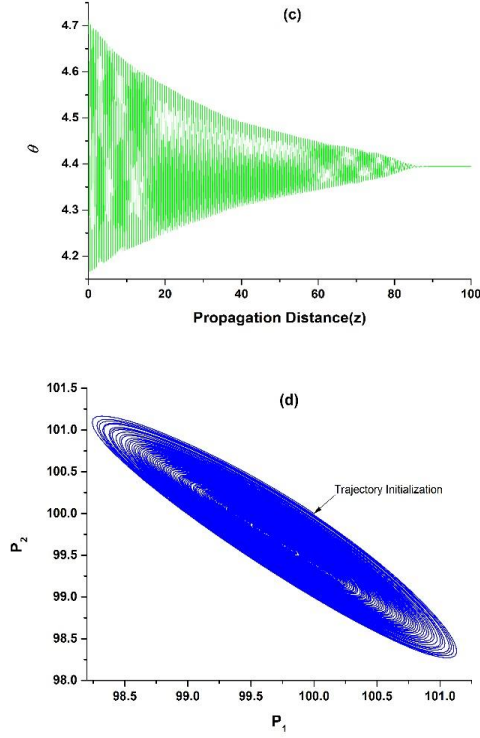 (c)
4.7
4.6
4.5
4.4
4.3
4.2
θ
0 20 40 60 80 100
Propagation Distance(z)
(d)
101.5
101.0
100.5
100.0
99.5
99.0
98.5
98.0
Trajectory Initialization
P2
98.5 99.0 99.5 100.0 100.5 101.0
P1